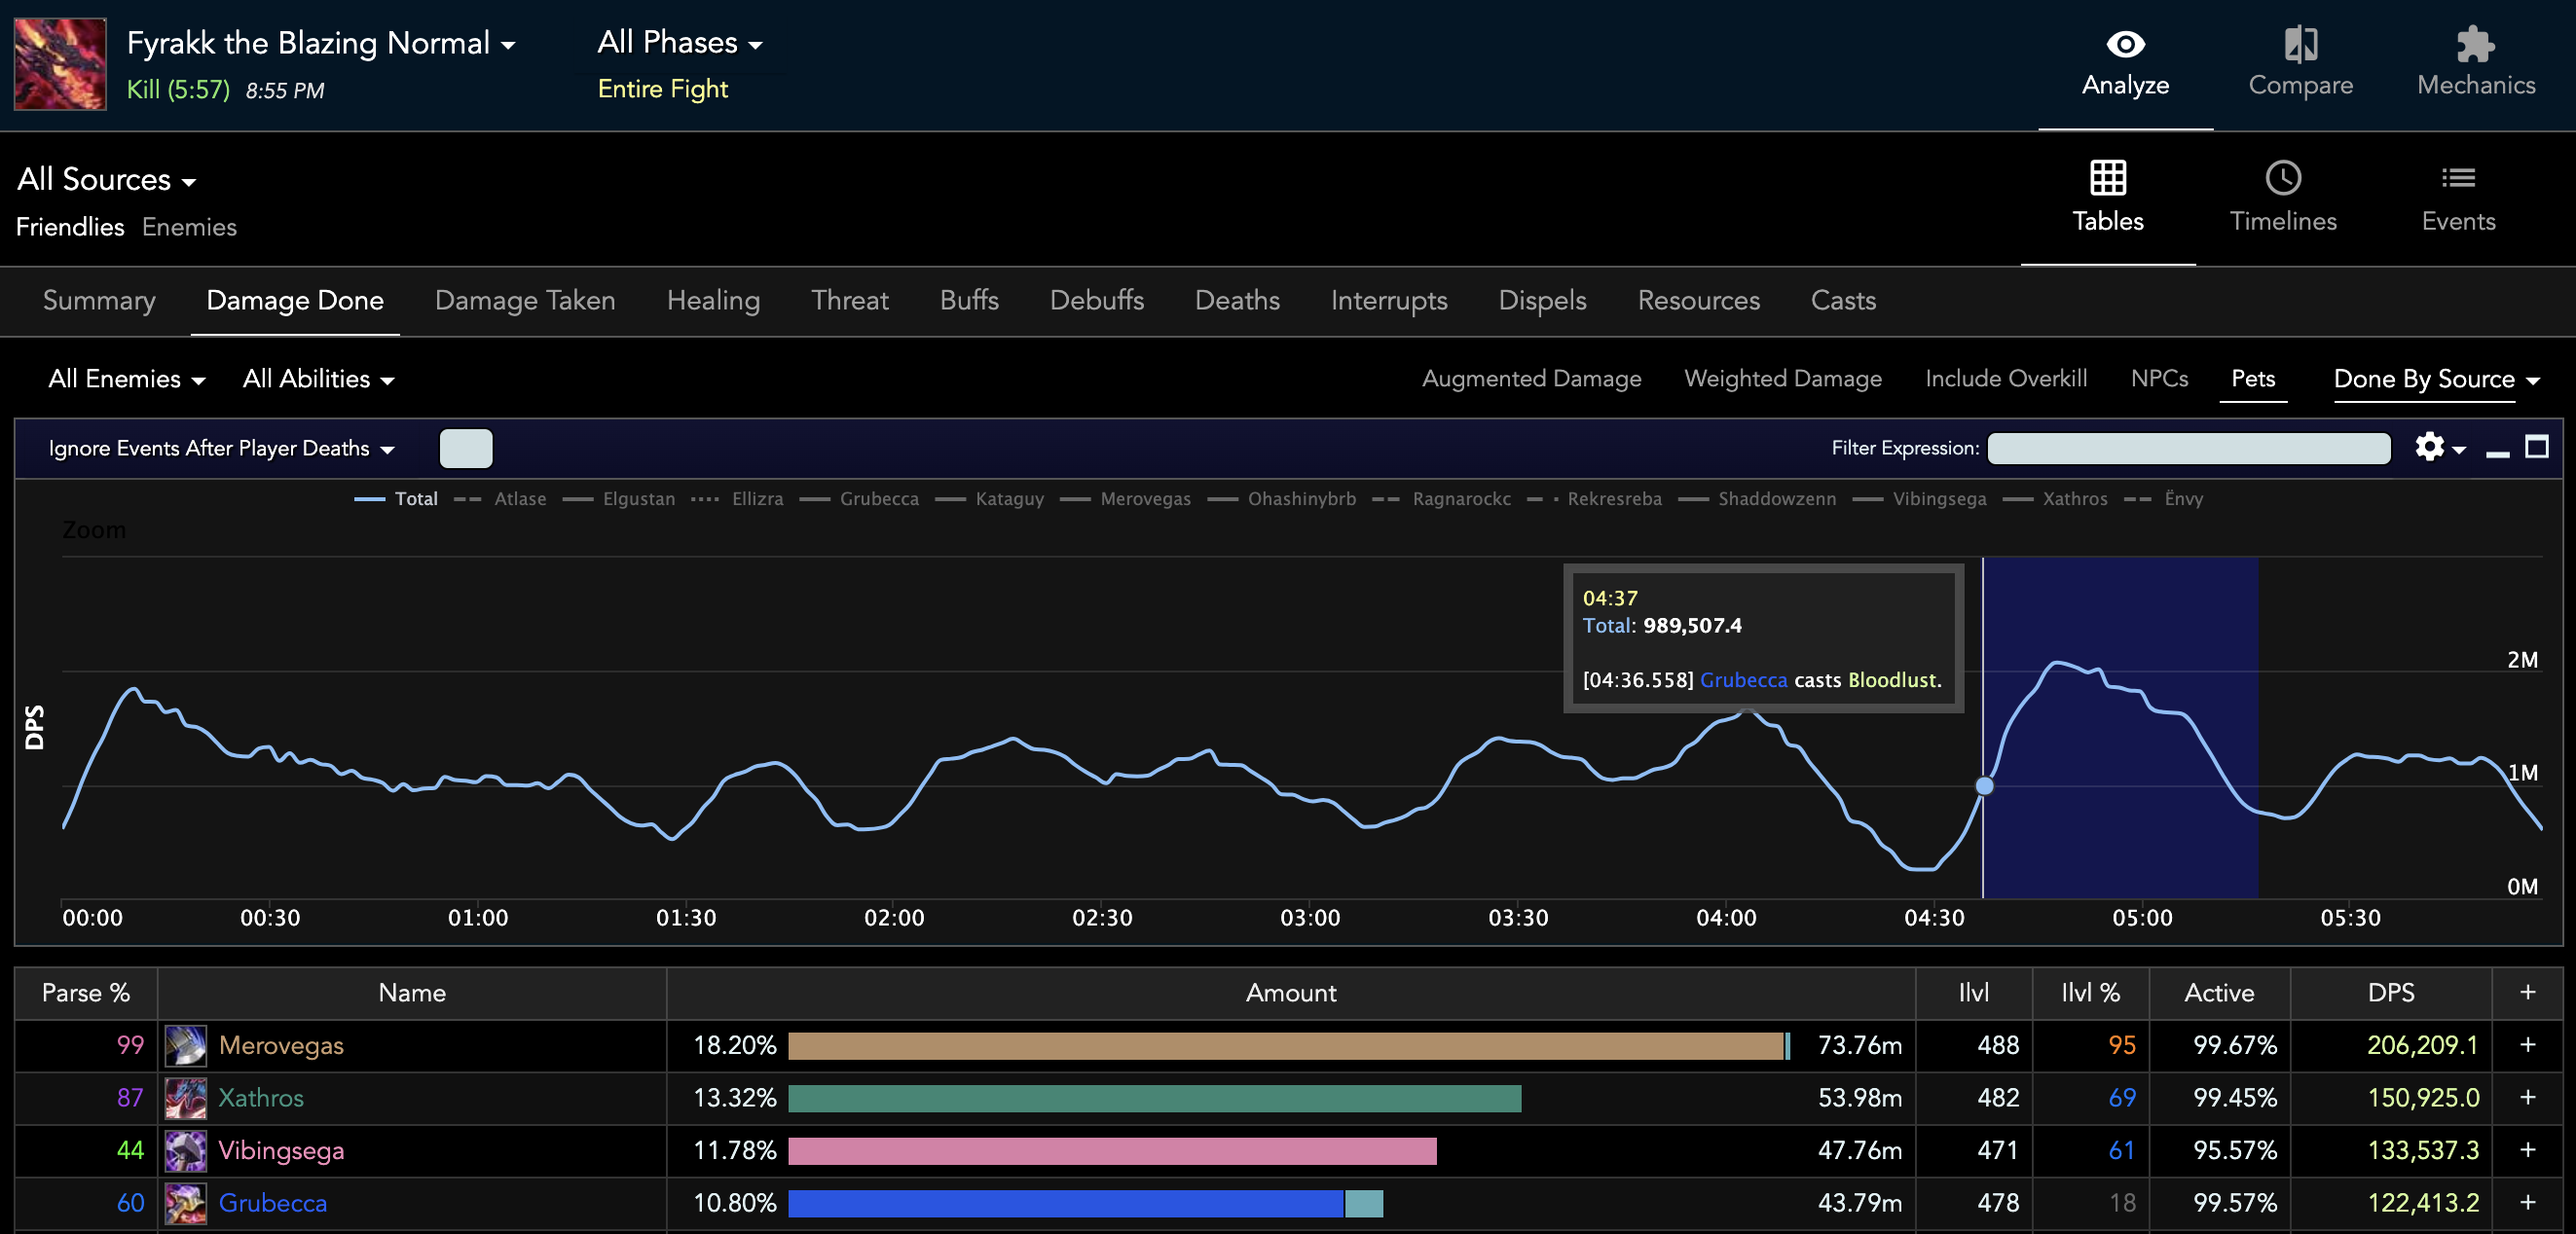 Fyrakk the Blazing Normal
Kill (5:57) 8:55 PM
All Phases
Entire Fight
Analyze
Compare
Mechanics
All Sources
Friendlies Enemies
Tables
Timelines
Events
Summary Damage Done Damage Taken Healing Threat Buffs Debuffs Deaths Interrupts Dispels Resources Casts
All Enemies All Abilities Augmented Damage Weighted Damage Include Overkill NPCs Pets Done By Source
Ignore Events After Player Deaths Filter Expression:
Total Atlase Elgustan Ellizra Grubecca Kataguy Merovegas Ohashinybrb Ragnarockc Rekresreba Shaddowzenn Vibingsega Xathros Ënvy
Zoom
04:37
Total: 989,507.4
[04:36.558] Grubecca casts Bloodlust.
DPS
2M
1M
0M
00:00 00:30 01:00 01:30 02:00 02:30 03:00 03:30 04:00 04:30 05:00 05:30
Parse % Name Amount Ilvl Ilvl % Active DPS +
99 Merovegas 18.20% 73.76m 488 95 99.67% 206,209.1 +
87 Xathros 13.32% 53.98m 482 69 99.45% 150,925.0 +
44 Vibingsega 11.78% 47.76m 471 61 95.57% 133,537.3 +
60 Grubecca 10.80% 43.79m 478 18 99.57% 122,413.2 +